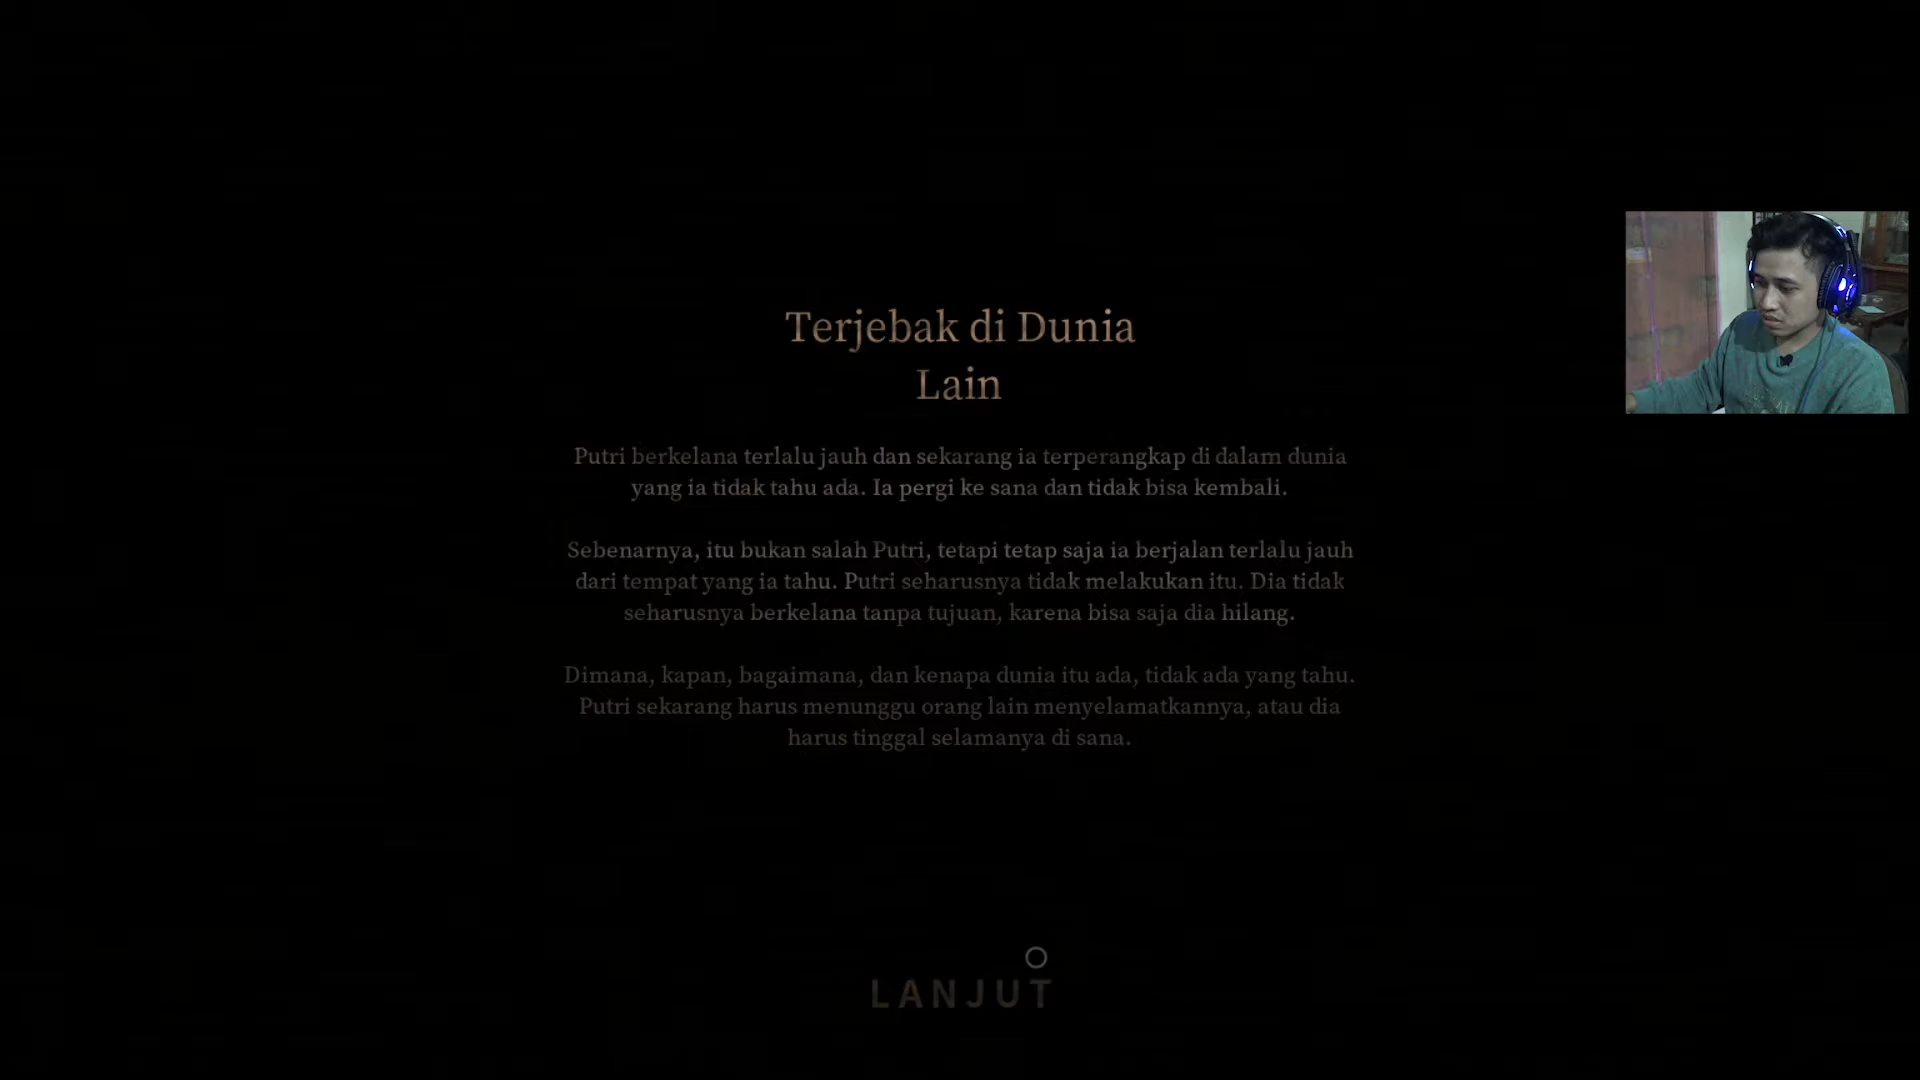 Terjebak di Dunia
Lain
Putri berkelana terlalu jauh dan sekarang ia terperangkap di dalam dunia
yang ia tidak tahu ada. Ia pergi ke sana dan tidak bisa kembali.
Sebenarnya, itu bukan salah Putri, tetapi tetap saja ia berjalan terlalu jauh
dari tempat yang ia tahu. Putri seharusnya tidak melakukan itu. Dia tidak
seharusnya berkelana tanpa tujuan, karena bisa saja dia hilang.
Dimana, kapan, bagaimana, dan kenapa dunia itu ada, tidak ada yang tahu.
Putri sekarang harus menunggu orang lain menyelamatkannya, atau dia
harus tinggal selamanya di sana.
LANJUT